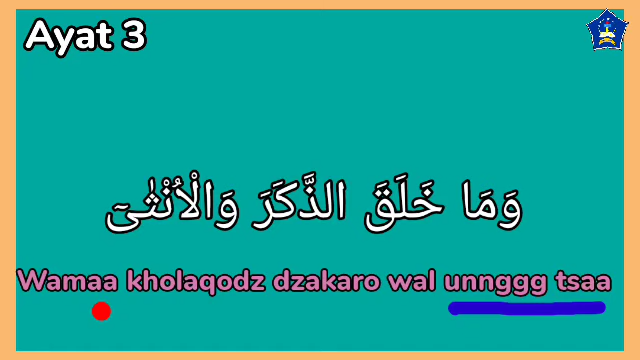 Ayat 3
وَمَا خَلَقَ الذَّكَرَ وَالْاُنْثٰىٓ
Wamaa kholaqodz dzakaro wal unnggg tsaa